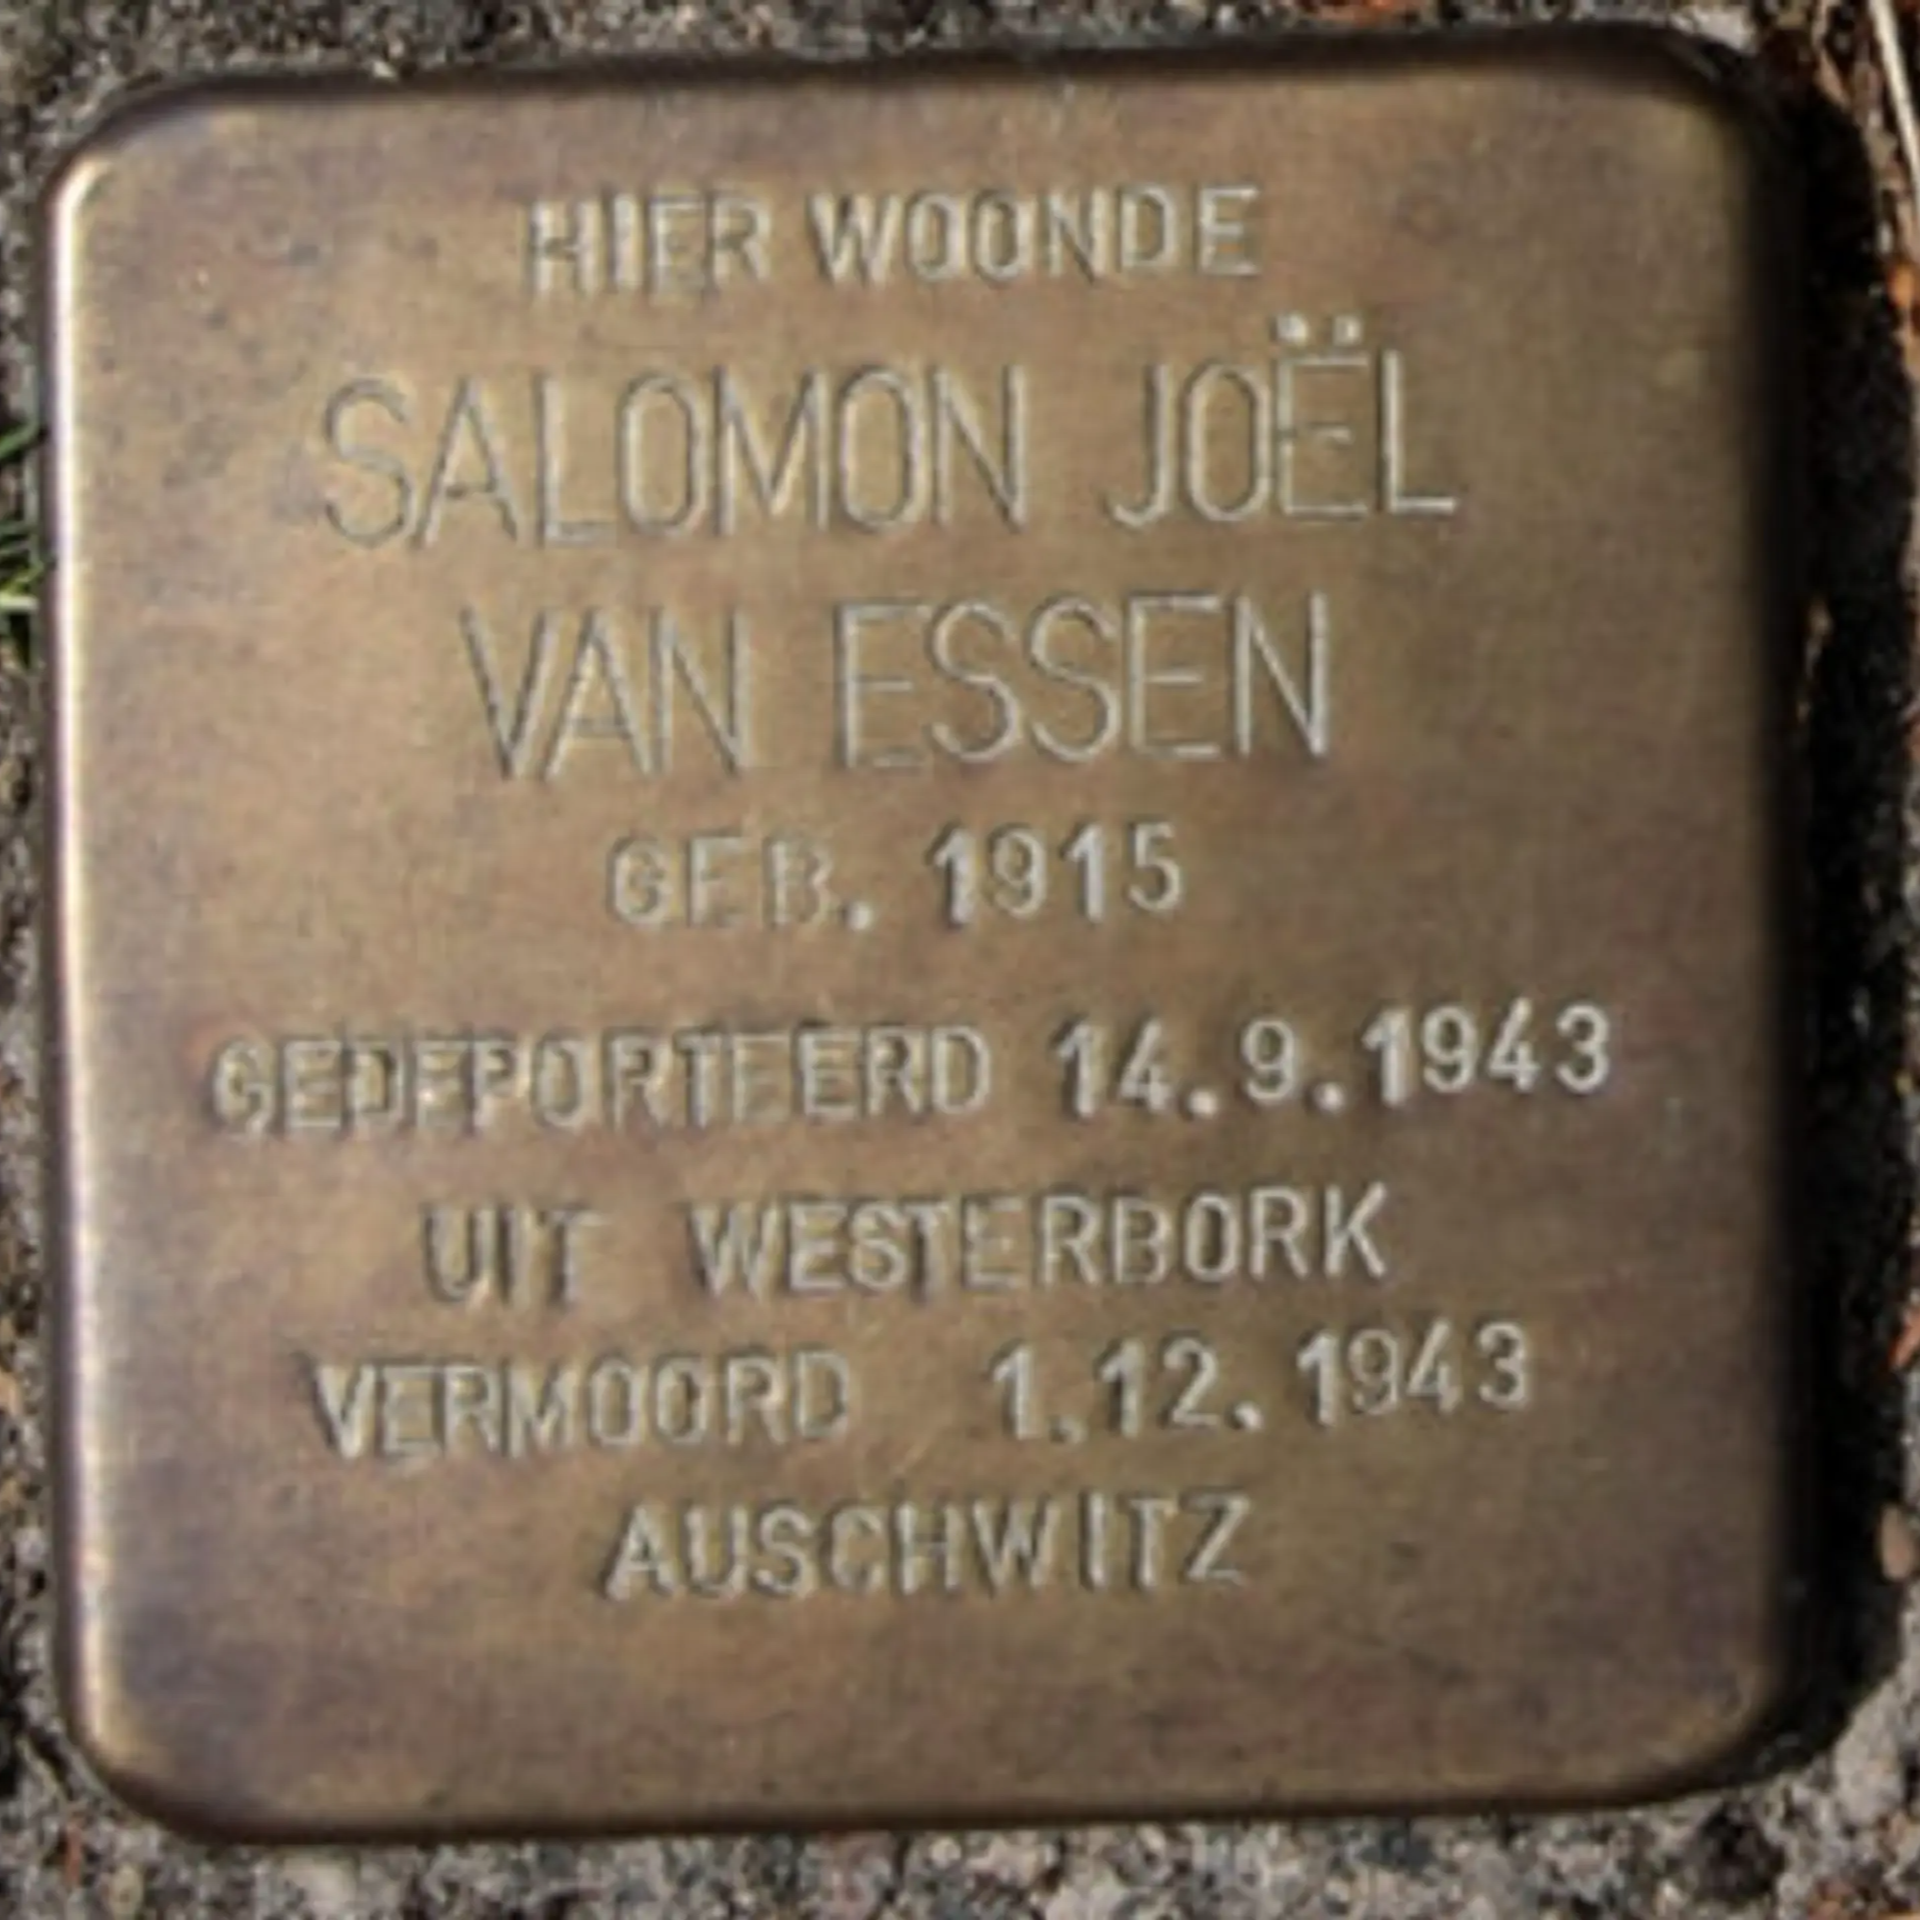 HIER WOONDE
SALOMON JOËL
VAN ESSEN
GEB. 1915
GEDEPORTEERD 14.9.1943
UIT WESTERBORK
VERMOORD 1.12.1943
AUSCHWITZ